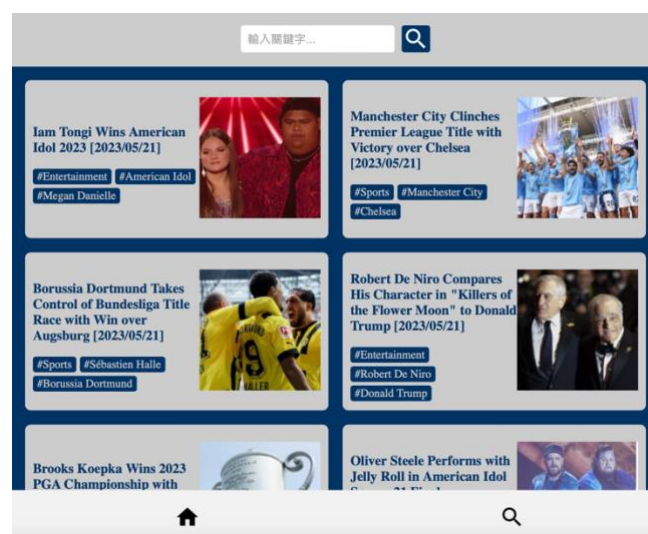 輸入關鍵字...
Iam Tongi Wins American
Idol 2023 [2023/05/21]
#Entertainment #American Idol
#Megan Danielle
Manchester City Clinches
Premier League Title with
Victory over Chelsea
[2023/05/21]
#Sports #Manchester City
#Chelsea
Borussia Dortmund Takes
Control of Bundesliga Title
Race with Win over
Augsburg [2023/05/21]
#Sports #Sébastien Halle
#Borussia Dortmund
9
Robert De Niro Compares
His Character in "Killers of
the Flower Moon" to Donald
Trump [2023/05/21]
#Entertainment
#Robert De Niro
#Donald Trump
Brooks Koepka Wins 2023
PGA Championship with
Oliver Steele Performs with
Jelly Roll in American Idol